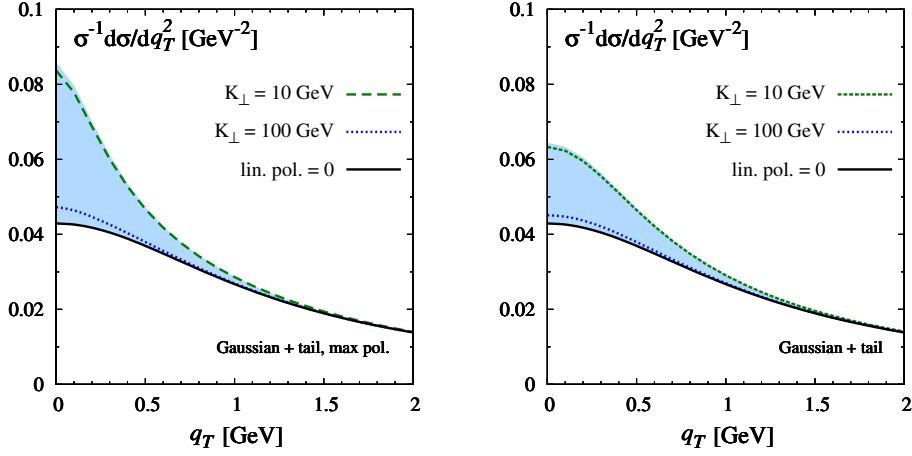 σ⁻¹dσ/dq_T² [GeV⁻²]
K⊥ = 10 GeV
K⊥ = 100 GeV
lin. pol. = 0
Gaussian + tail, max pol.
0.1
0.08
0.06
0.04
0.02
0
0
0.5
1
1.5
2
q_T [GeV]
σ⁻¹dσ/dq_T² [GeV⁻²]
K⊥ = 10 GeV
K⊥ = 100 GeV
lin. pol. = 0
Gaussian + tail
0.1
0.08
0.06
0.04
0.02
0
0
0.5
1
1.5
2
q_T [GeV]